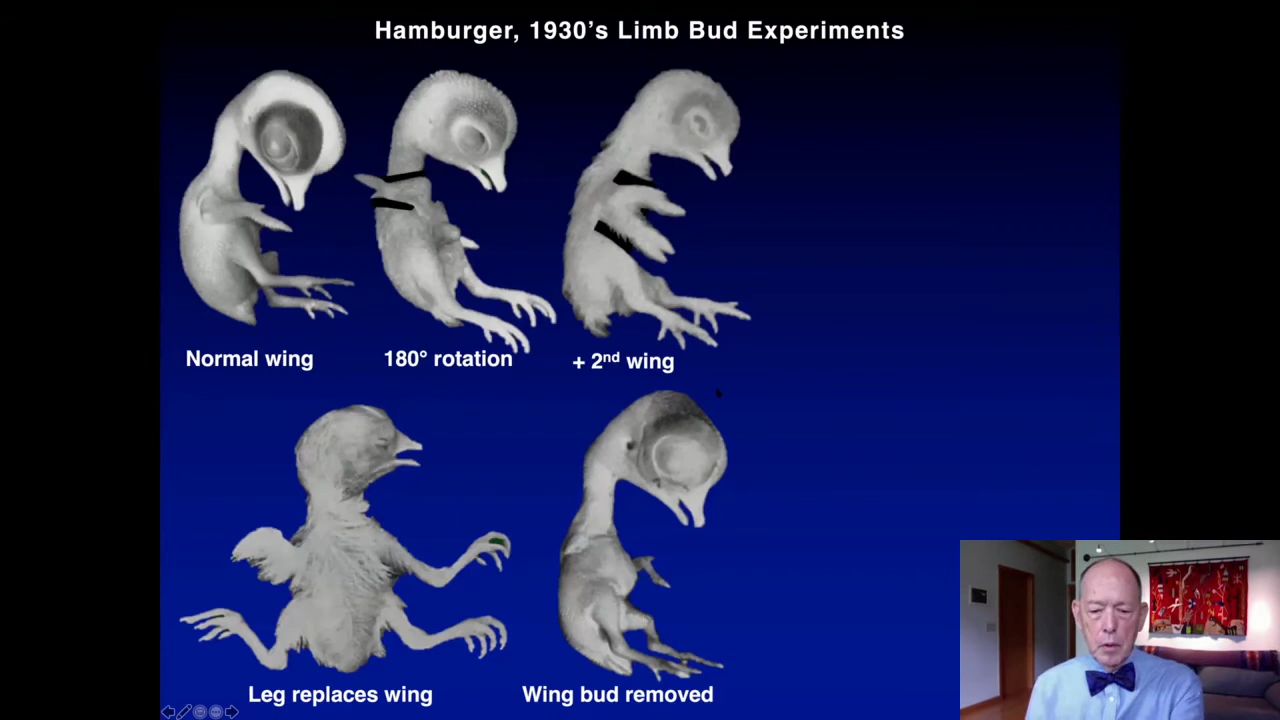 Hamburger, 1930's Limb Bud Experiments
Normal wing
180° rotation
+ 2nd wing
Leg replaces wing
Wing bud removed